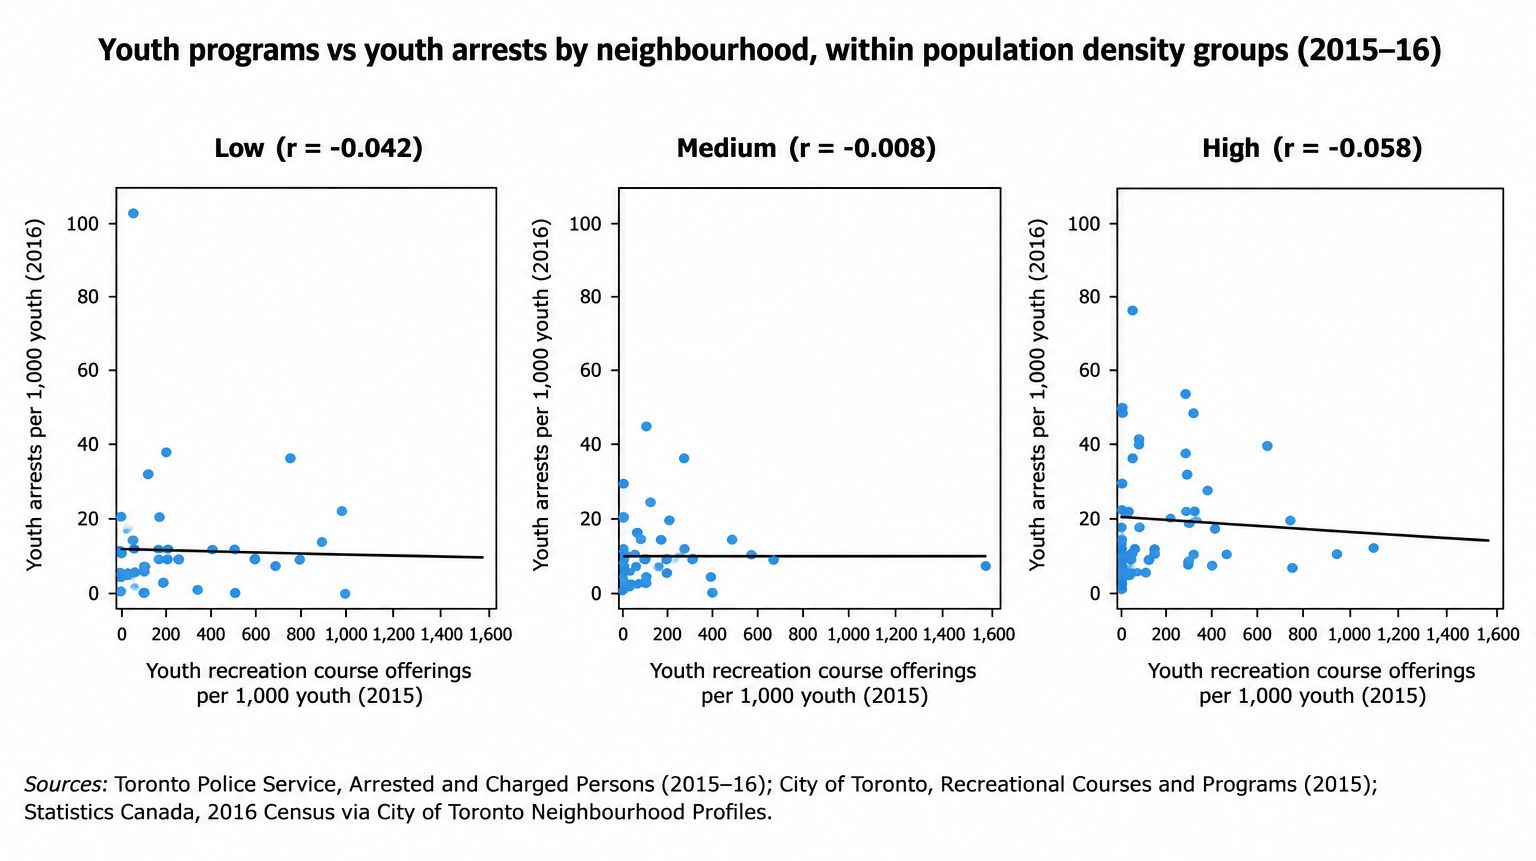 Youth programs vs youth arrests by neighbourhood, within population density groups (2015–16)
Low (r = -0.042)
Youth arrests per 1,000 youth (2016)
100
80
60
40
20
0
0 200 400 600 800 1,000 1,200 1,400 1,600
Youth recreation course offerings
per 1,000 youth (2015)
Medium (r = -0.008)
Youth arrests per 1,000 youth (2016)
100
80
60
40
20
0
0 200 400 600 800 1,000 1,200 1,400 1,600
Youth recreation course offerings
per 1,000 youth (2015)
High (r = -0.058)
Youth arrests per 1,000 youth (2016)
100
80
60
40
20
0
0 200 400 600 800 1,000 1,200 1,400 1,600
Youth recreation course offerings
per 1,000 youth (2015)
Sources: Toronto Police Service, Arrested and Charged Persons (2015–16); City of Toronto, Recreational Courses and Programs (2015);
Statistics Canada, 2016 Census via City of Toronto Neighbourhood Profiles.